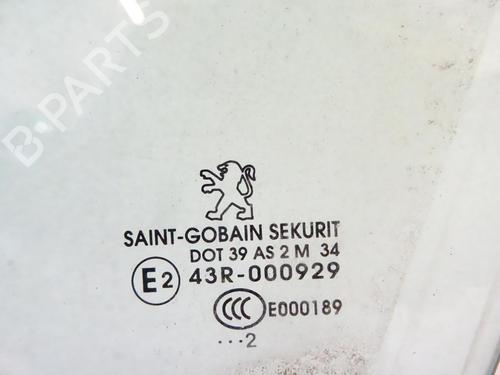 B-PARTS
SAINT-GOBAIN SEKURIT
DOT 39 AS 2 M 34
E2 43R-000929
CCC E000189
...2